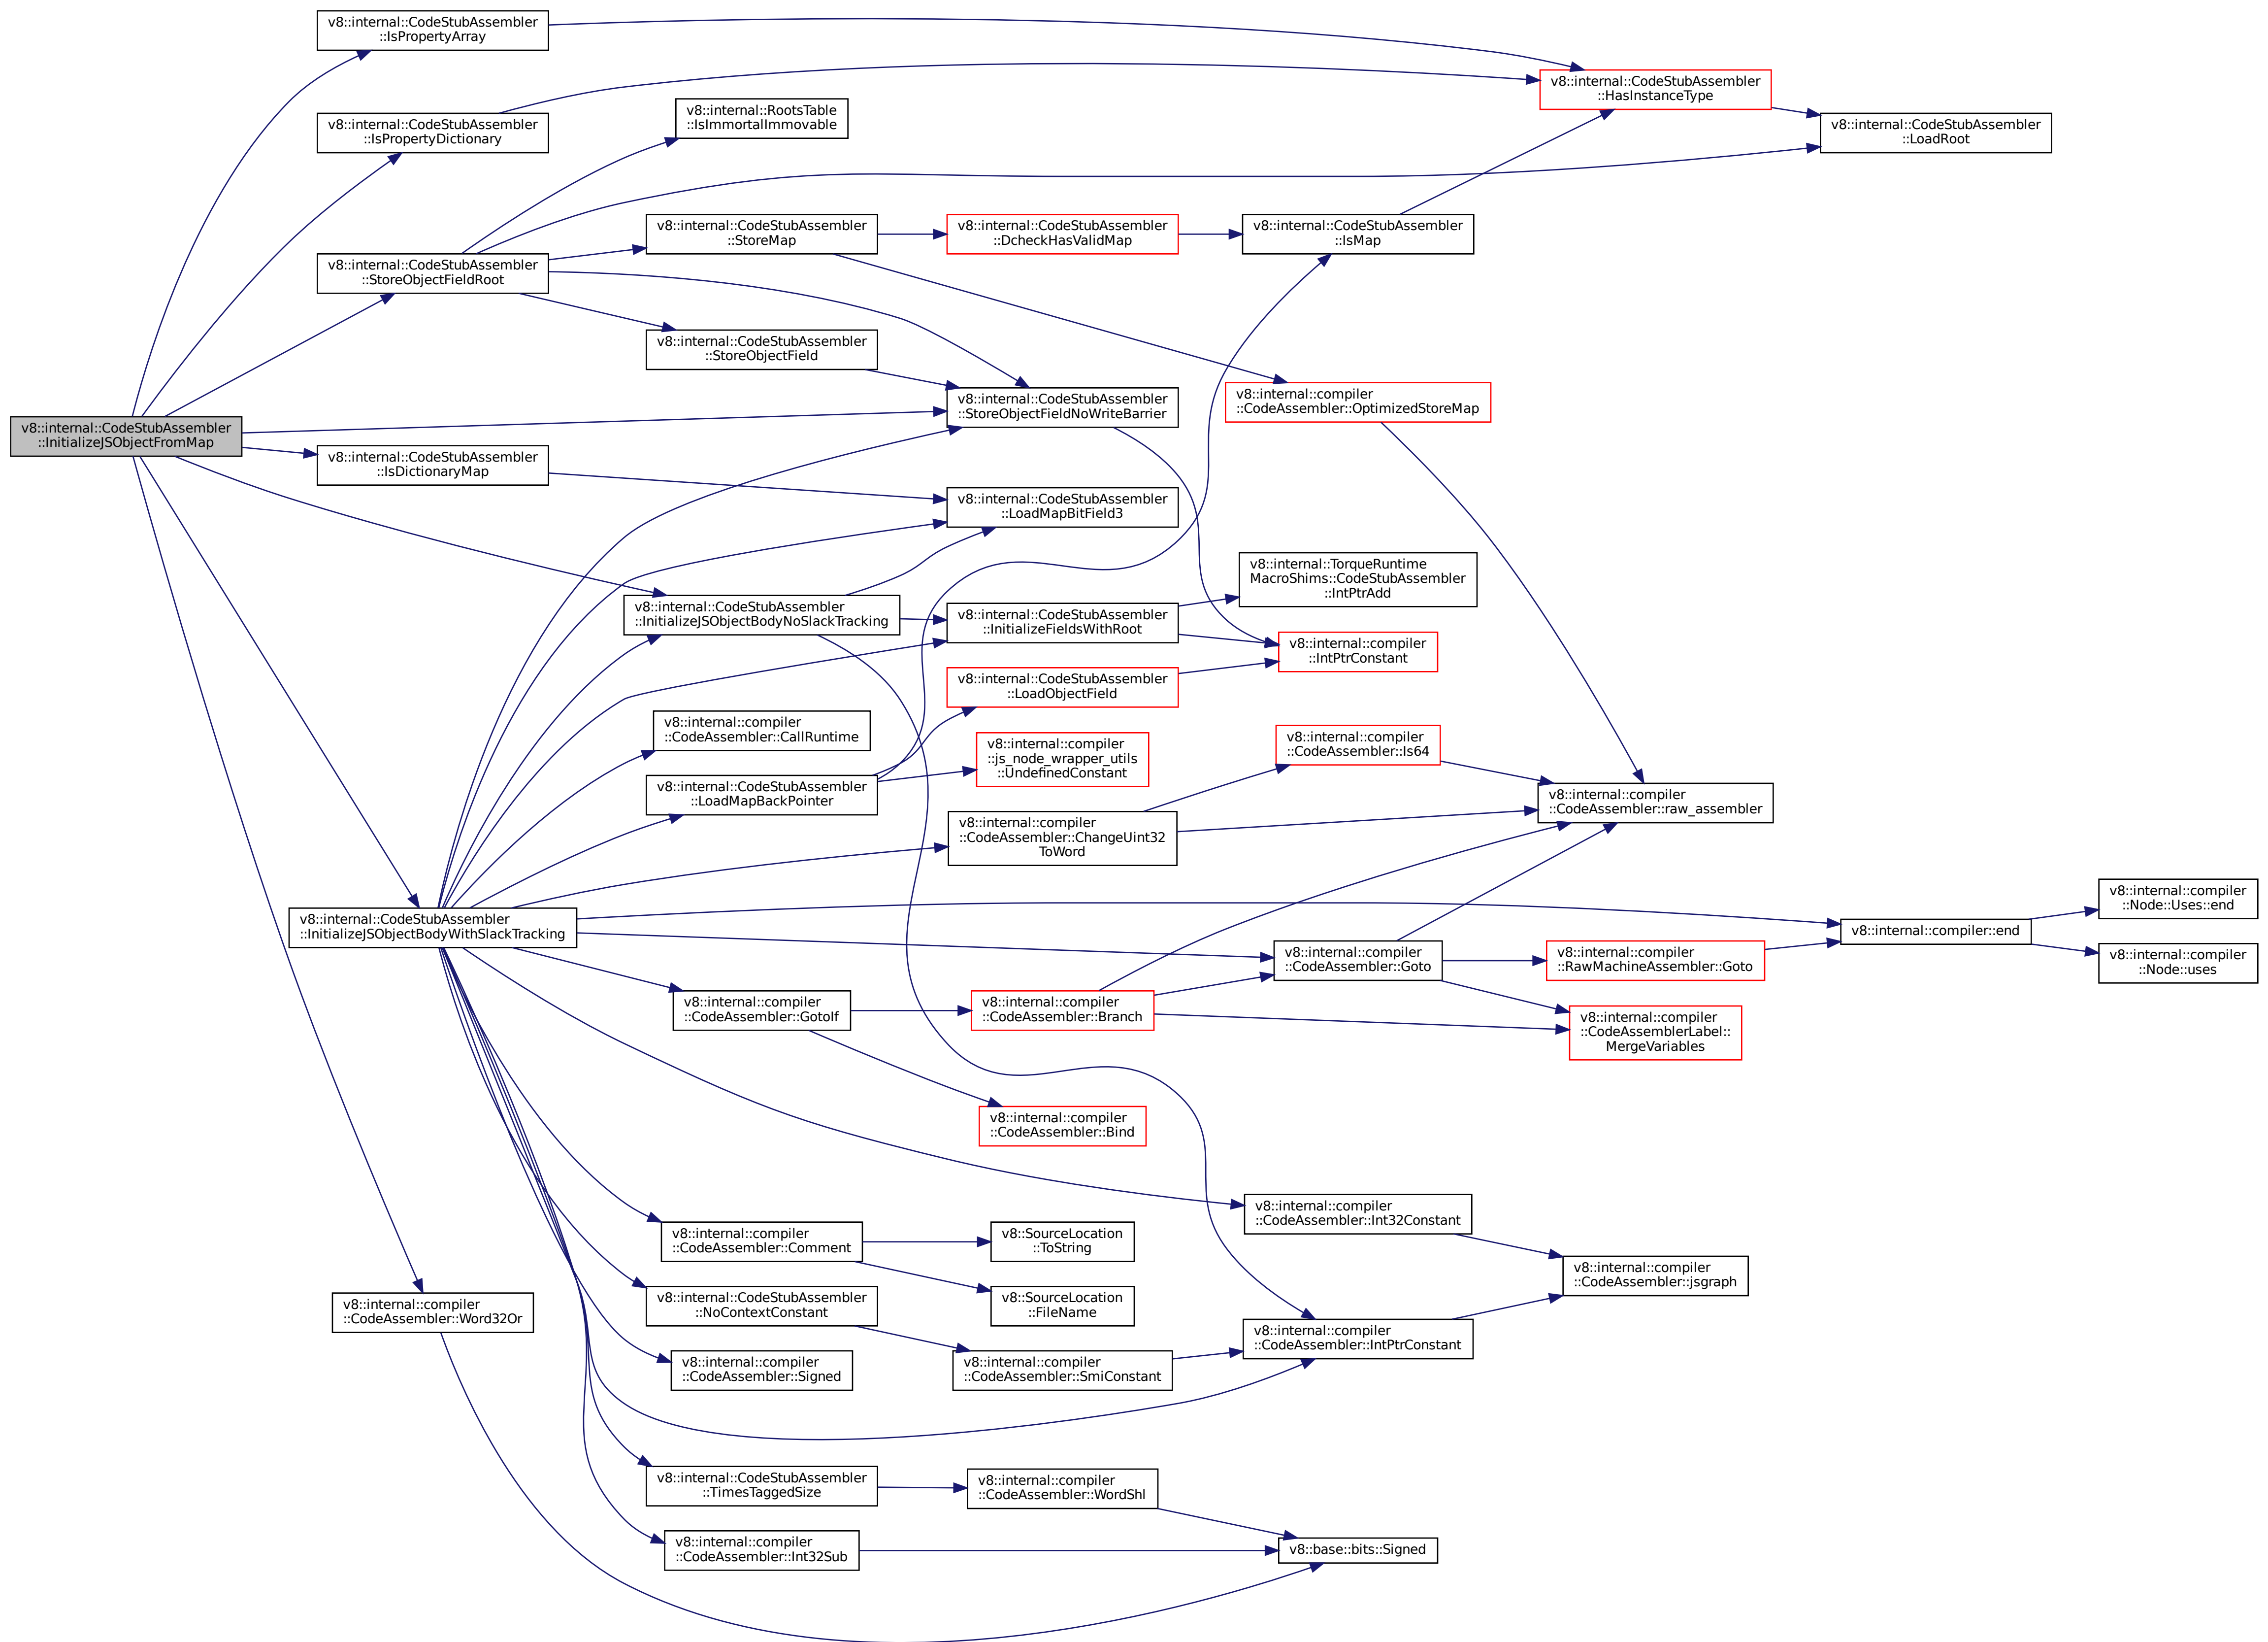 v8::internal::CodeStubAssembler
::InitializeJSObjectFromMap
v8::internal::CodeStubAssembler
::IsPropertyArray
v8::internal::CodeStubAssembler
::IsPropertyDictionary
v8::internal::CodeStubAssembler
::StoreObjectFieldRoot
v8::internal::CodeStubAssembler
::IsDictionaryMap
v8::internal::CodeStubAssembler
::InitializeJSObjectBodyWithSlackTracking
v8::internal::compiler
::CodeAssembler::Word32Or
v8::internal::RootsTable
::IsImmortalImmovable
v8::internal::CodeStubAssembler
::StoreMap
v8::internal::CodeStubAssembler
::StoreObjectField
v8::internal::CodeStubAssembler
::InitializeJSObjectBodyNoSlackTracking
v8::internal::compiler
::CodeAssembler::CallRuntime
v8::internal::CodeStubAssembler
::LoadMapBackPointer
v8::internal::compiler
::CodeAssembler::GotoIf
v8::internal::compiler
::CodeAssembler::Comment
v8::internal::CodeStubAssembler
::NoContextConstant
v8::internal::compiler
::CodeAssembler::Signed
v8::internal::CodeStubAssembler
::TimesTaggedSize
v8::internal::compiler
::CodeAssembler::Int32Sub
v8::internal::CodeStubAssembler
::DcheckHasValidMap
v8::internal::CodeStubAssembler
::StoreObjectFieldNoWriteBarrier
v8::internal::CodeStubAssembler
::LoadMapBitField3
v8::internal::CodeStubAssembler
::InitializeFieldsWithRoot
v8::internal::CodeStubAssembler
::LoadObjectField
v8::internal::compiler
::js_node_wrapper_utils
::UndefinedConstant
v8::internal::compiler
::CodeAssembler::ChangeUint32
ToWord
v8::internal::compiler
::CodeAssembler::Branch
v8::internal::compiler
::CodeAssembler::Bind
v8::SourceLocation
::ToString
v8::SourceLocation
::FileName
v8::internal::compiler
::CodeAssembler::SmiConstant
v8::internal::compiler
::CodeAssembler::WordShl
v8::internal::CodeStubAssembler
::IsMap
v8::internal::compiler
::CodeAssembler::OptimizedStoreMap
v8::internal::TorqueRuntime
MacroShims::CodeStubAssembler
::IntPtrAdd
v8::internal::compiler
::IntPtrConstant
v8::internal::compiler
::CodeAssembler::Is64
v8::internal::compiler
::CodeAssembler::Goto
v8::internal::compiler
::CodeAssembler::Int32Constant
v8::internal::compiler
::CodeAssembler::IntPtrConstant
v8::base::bits::Signed
v8::internal::CodeStubAssembler
::HasInstanceType
v8::internal::compiler
::CodeAssembler::raw_assembler
v8::internal::compiler
::RawMachineAssembler::Goto
v8::internal::compiler
::CodeAssemblerLabel::
MergeVariables
v8::internal::compiler
::CodeAssembler::jsgraph
v8::internal::CodeStubAssembler
::LoadRoot
v8::internal::compiler::end
v8::internal::compiler
::Node::Uses::end
v8::internal::compiler
::Node::uses